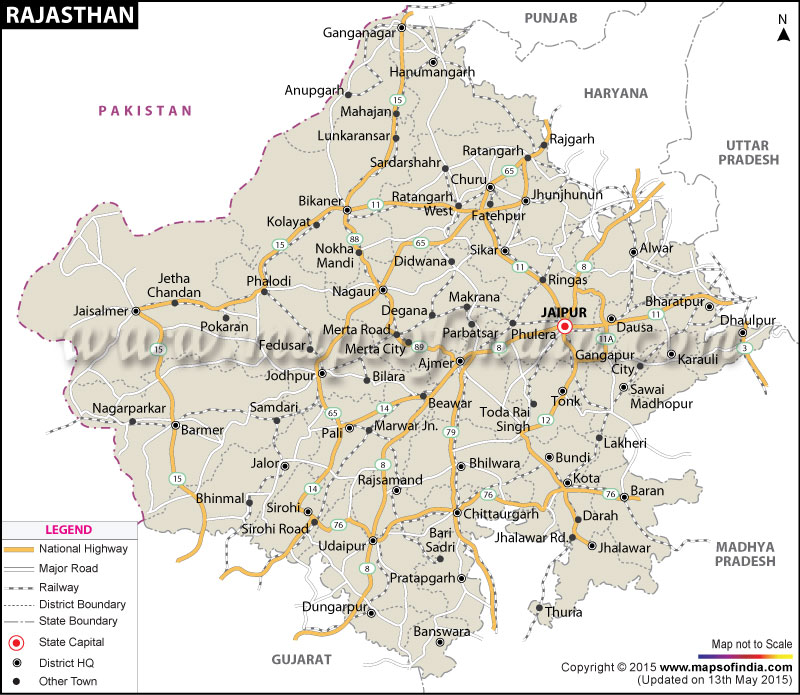 RAJASTHAN
PUNJAB
N
Ganganagar
Hanumangarh
Anupgarh
HARYANA
PAKISTAN
15
Mahajan
Lunkaransar
Rajgarh
UTTAR
PRADESH
Ratangarh
Sardarshahr
65
Churu
Jhunjhunun
Bikaner
11
Ratangarh
West
Fatehpur
Kolayat
15
88
65
Nokha
Mandi
Sikar
Alwar
Didwana
11
8
Jetha
Chandan
Phalodi
Ringas
Nagaur
Makrana
Bharatpur
Jaisalmer
Degana
JAIPUR
11
Pokaran
Merta Road
Parbatsar
Phulera
Dausa
Dhaulpur
www.mapsofindia.com
15
Fedusar
Merta City
89
8
11A
3
Ajmer
Gangapur
City
Karauli
Jodhpur
Bilara
Sawai
Madhopur
Nagarparkar
Samdari
65
14
Beawar
Tonk
Toda Rai
Singh
12
Barmer
Pali
Marwar Jn.
79
Lakheri
Jalor
8
Bhilwara
Bundi
15
14
Rajsamand
Kota
Bhinmal
76
76
Baran
Sirohi
Chittaurgarh
Darah
Sirohi Road
76
Bari
Sadri
Jhalawar Rd.
Udaipur
Jhalawar
MADHYA
PRADESH
8
Pratapgarh
Dungarpur
Thuria
Banswara
GUJARAT
LEGEND
National Highway
Major Road
Railway
District Boundary
State Boundary
State Capital
District HQ
Other Town
Map not to Scale
Copyright © 2015 www.mapsofindia.com
(Updated on 13th May 2015)